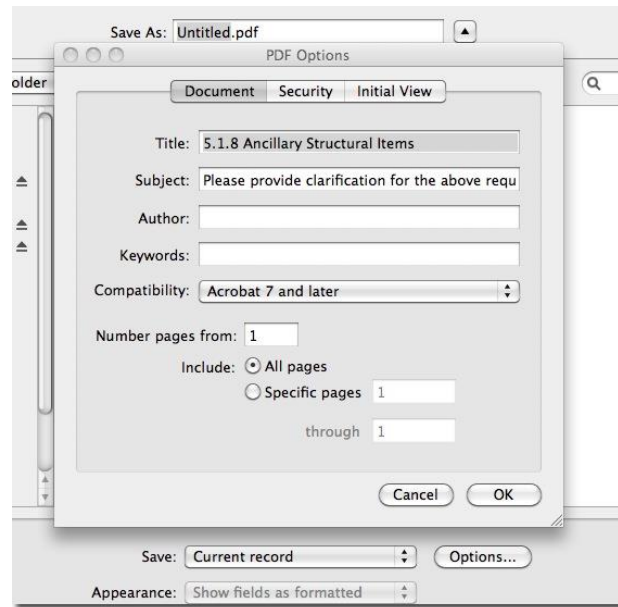 Save As: Untitled.pdf
PDF Options
older
Document Security Initial View
Title: 5.1.8 Ancillary Structural Items
Subject: Please provide clarification for the above requ
Author:
Keywords:
Compatibility: Acrobat 7 and later
Number pages from: 1
Include: All pages
Specific pages 1
through 1
Cancel OK
Save: Current record Options...
Appearance: Show fields as formatted